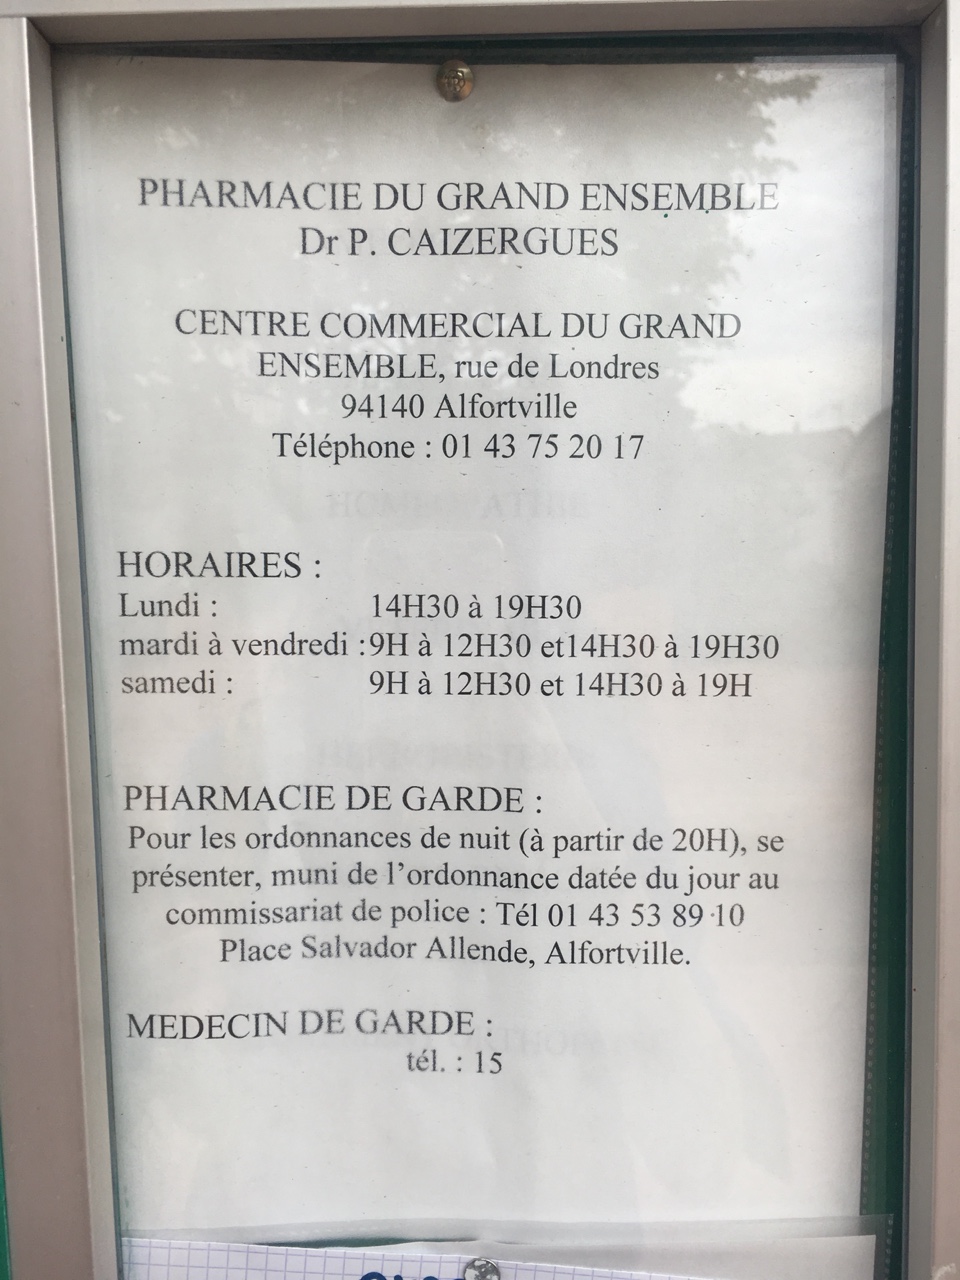 PHARMACIE DU GRAND ENSEMBLE
Dr P. CAIZERGUES
CENTRE COMMERCIAL DU GRAND
ENSEMBLE, rue de Londres
94140 Alfortville
Téléphone : 01 43 75 20 17
HOMEOPATHIE
HORAIRES :
Lundi : 14H30 à 19H30
mardi à vendredi :9H à 12H30 et14H30 à 19H30
samedi : 9H à 12H30 et 14H30 à 19H
PHARMACIE DE GARDE :
Pour les ordonnances de nuit (à partir de 20H), se
présenter, muni de l'ordonnance datée du jour au
commissariat de police : Tél 01 43 53 89 10
Place Salvador Allende, Alfortville.
MEDECIN DE GARDE :
tél. : 15